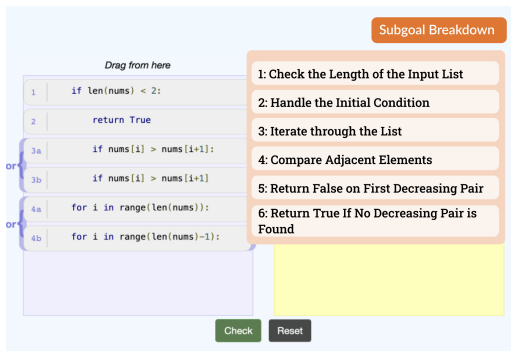 Subgoal Breakdown
Drag from here
1 if len(nums) < 2:
2 return True
3a if nums[i] > nums[i+1]:
or
3b if nums[i] > nums[i+1]
4a for i in range(len(nums)):
or
4b for i in range(len(nums)-1):
1: Check the Length of the Input List
2: Handle the Initial Condition
3: Iterate through the List
4: Compare Adjacent Elements
5: Return False on First Decreasing Pair
6: Return True If No Decreasing Pair is
Found
Check Reset